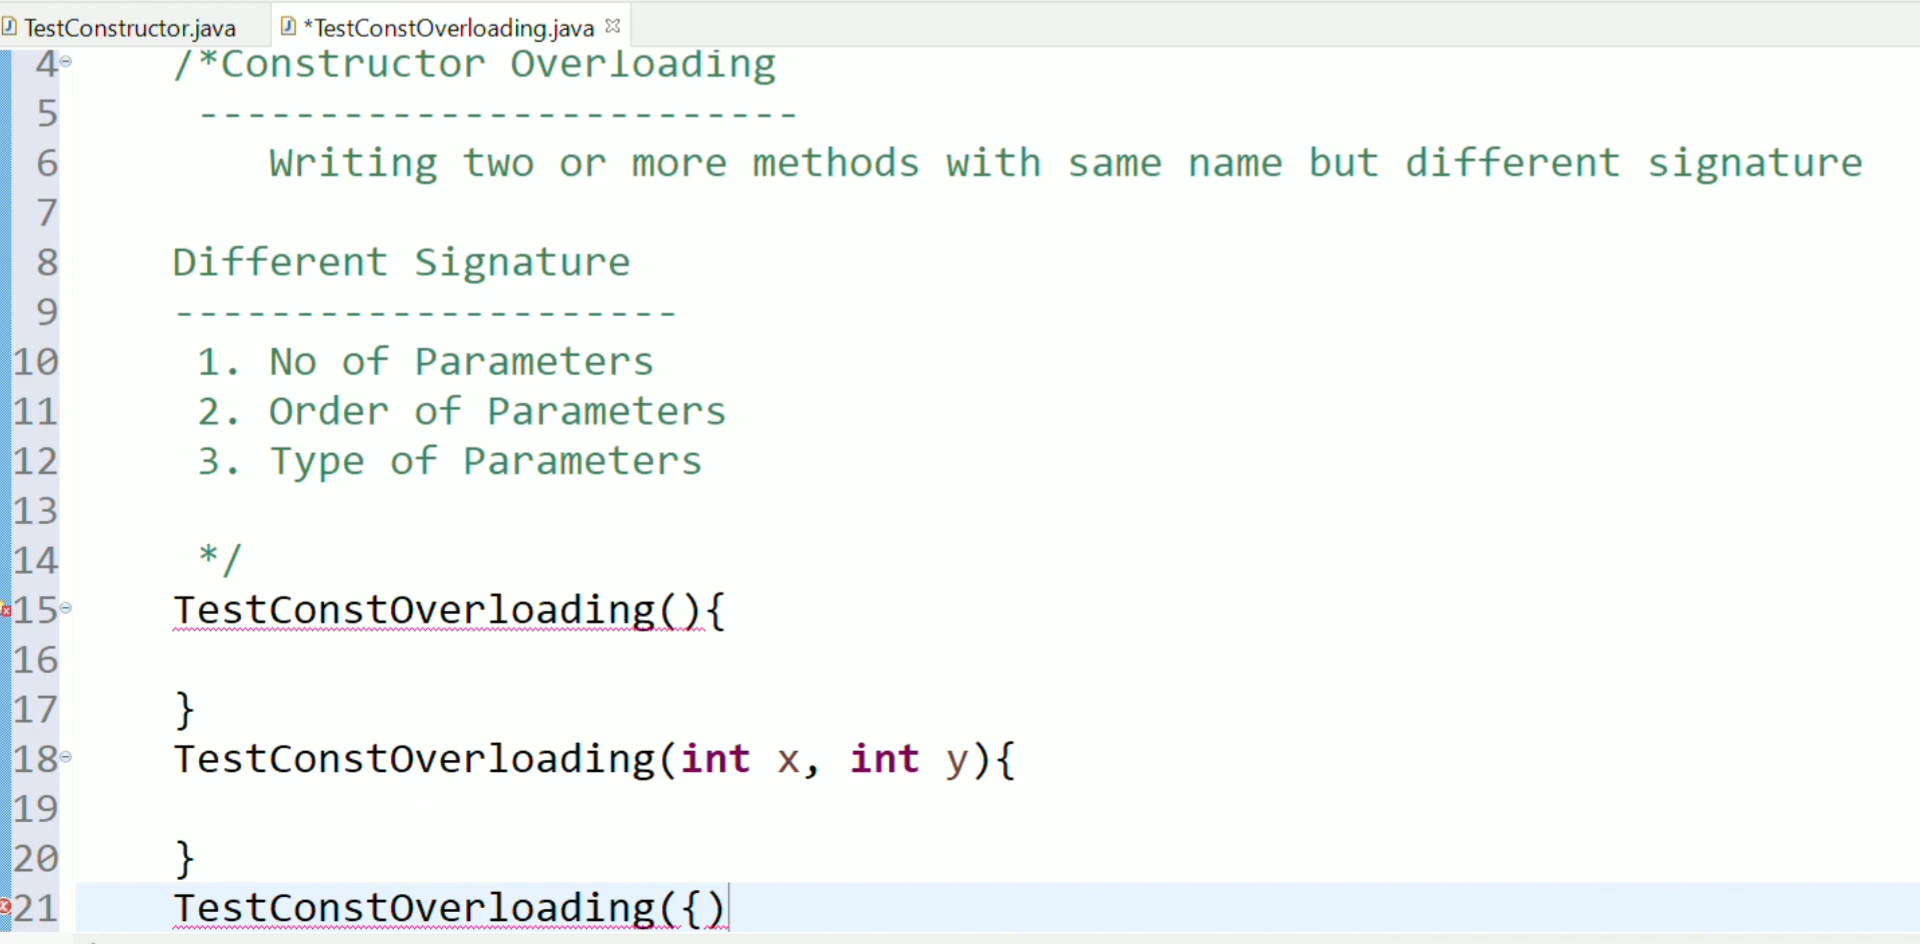 TestConstructor.java *TestConstOverloading.java
4 /*Constructor Overloading
5 -------------------------
6 Writing two or more methods with same name but different signature
7
8 Different Signature
9 ---------------------
10 1. No of Parameters
11 2. Order of Parameters
12 3. Type of Parameters
13
14 */
15 TestConstOverloading(){
16
17 }
18 TestConstOverloading(int x, int y){
19
20 }
21 TestConstOverloading({)